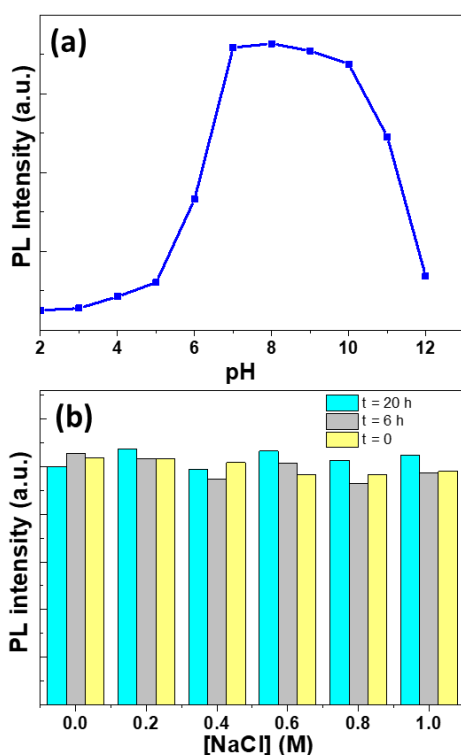 (a)
PL Intensity (a.u.)
2 4 6 8 10 12
pH
(b)
t = 20 h
t = 6 h
t = 0
PL intensity (a.u.)
0.0 0.2 0.4 0.6 0.8 1.0
[NaCl] (M)